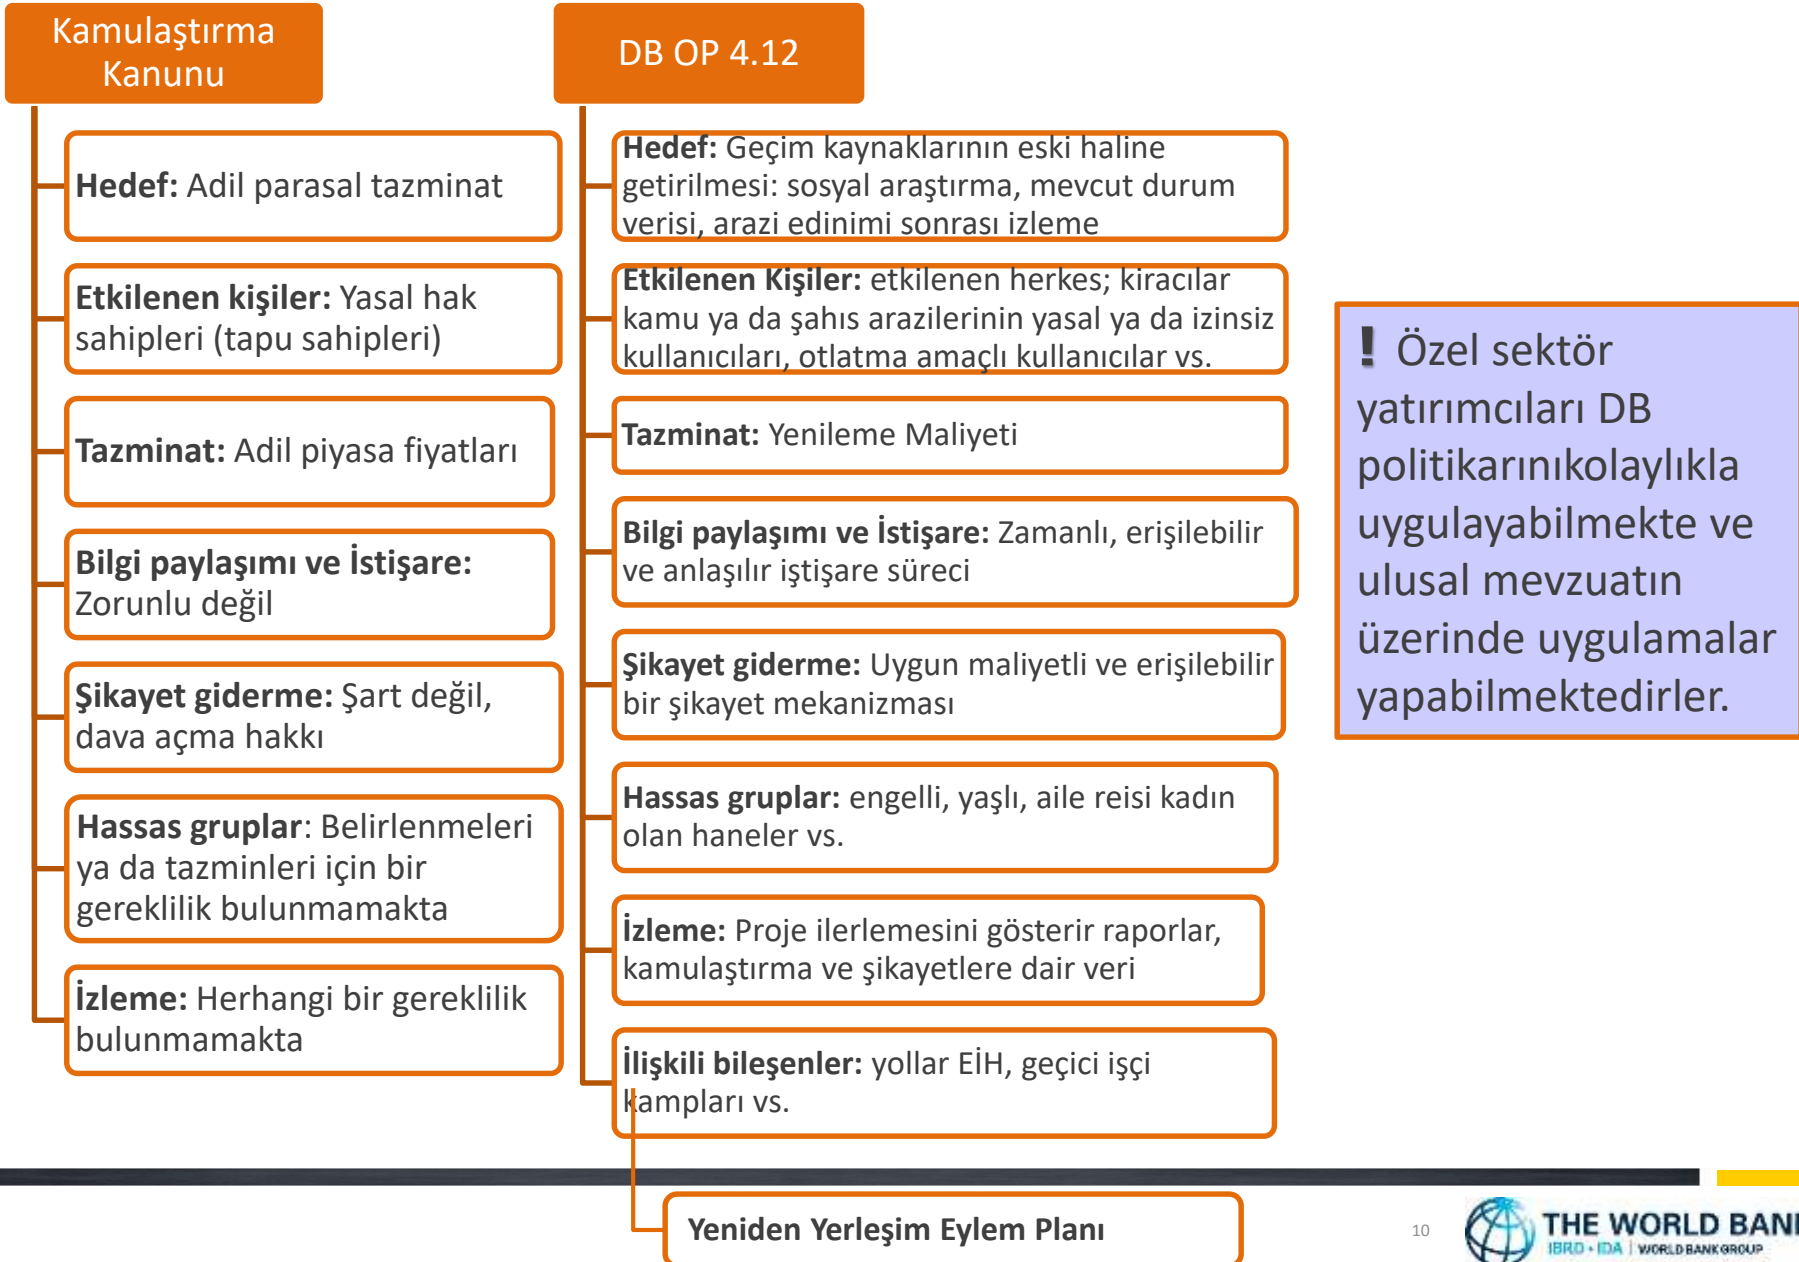 Kamulaştırma
Kanunu
Hedef: Adil parasal tazminat
Etkilenen kişiler: Yasal hak
sahipleri (tapu sahipleri)
Tazminat: Adil piyasa fiyatları
Bilgi paylaşımı ve İstişare:
Zorunlu değil
Şikayet giderme: Şart değil,
dava açma hakkı
Hassas gruplar: Belirlenmeleri
ya da tazminleri için bir
gereklilik bulunmamakta
İzleme: Herhangi bir gereklilik
bulunmamakta
DB OP 4.12
Hedef: Geçim kaynaklarının eski haline
getirilmesi: sosyal araştırma, mevcut durum
verisi, arazi edinimi sonrası izleme
Etkilenen Kişiler: etkilenen herkes; kiracılar
kamu ya da şahıs arazilerinin yasal ya da izinsiz
kullanıcıları, otlatma amaçlı kullanıcılar vs.
Tazminat: Yenileme Maliyeti
Bilgi paylaşımı ve İstişare: Zamanlı, erişilebilir
ve anlaşılır iştişare süreci
Şikayet giderme: Uygun maliyetli ve erişilebilir
bir şikayet mekanizması
Hassas gruplar: engelli, yaşlı, aile reisi kadın
olan haneler vs.
İzleme: Proje ilerlemesini gösterir raporlar,
kamulaştırma ve şikayetlere dair veri
İlişkili bileşenler: yollar EİH, geçici işçi
kampları vs.
Yeniden Yerleşim Eylem Planı
! Özel sektör
yatırımcıları DB
politikarınıkolaylıkla
uygulayabilmekte ve
ulusal mevzuatın
üzerinde uygulamalar
yapabilmektedirler.
10
THE WORLD BAN
IBRD • IDA | WORLD BANK GROUP